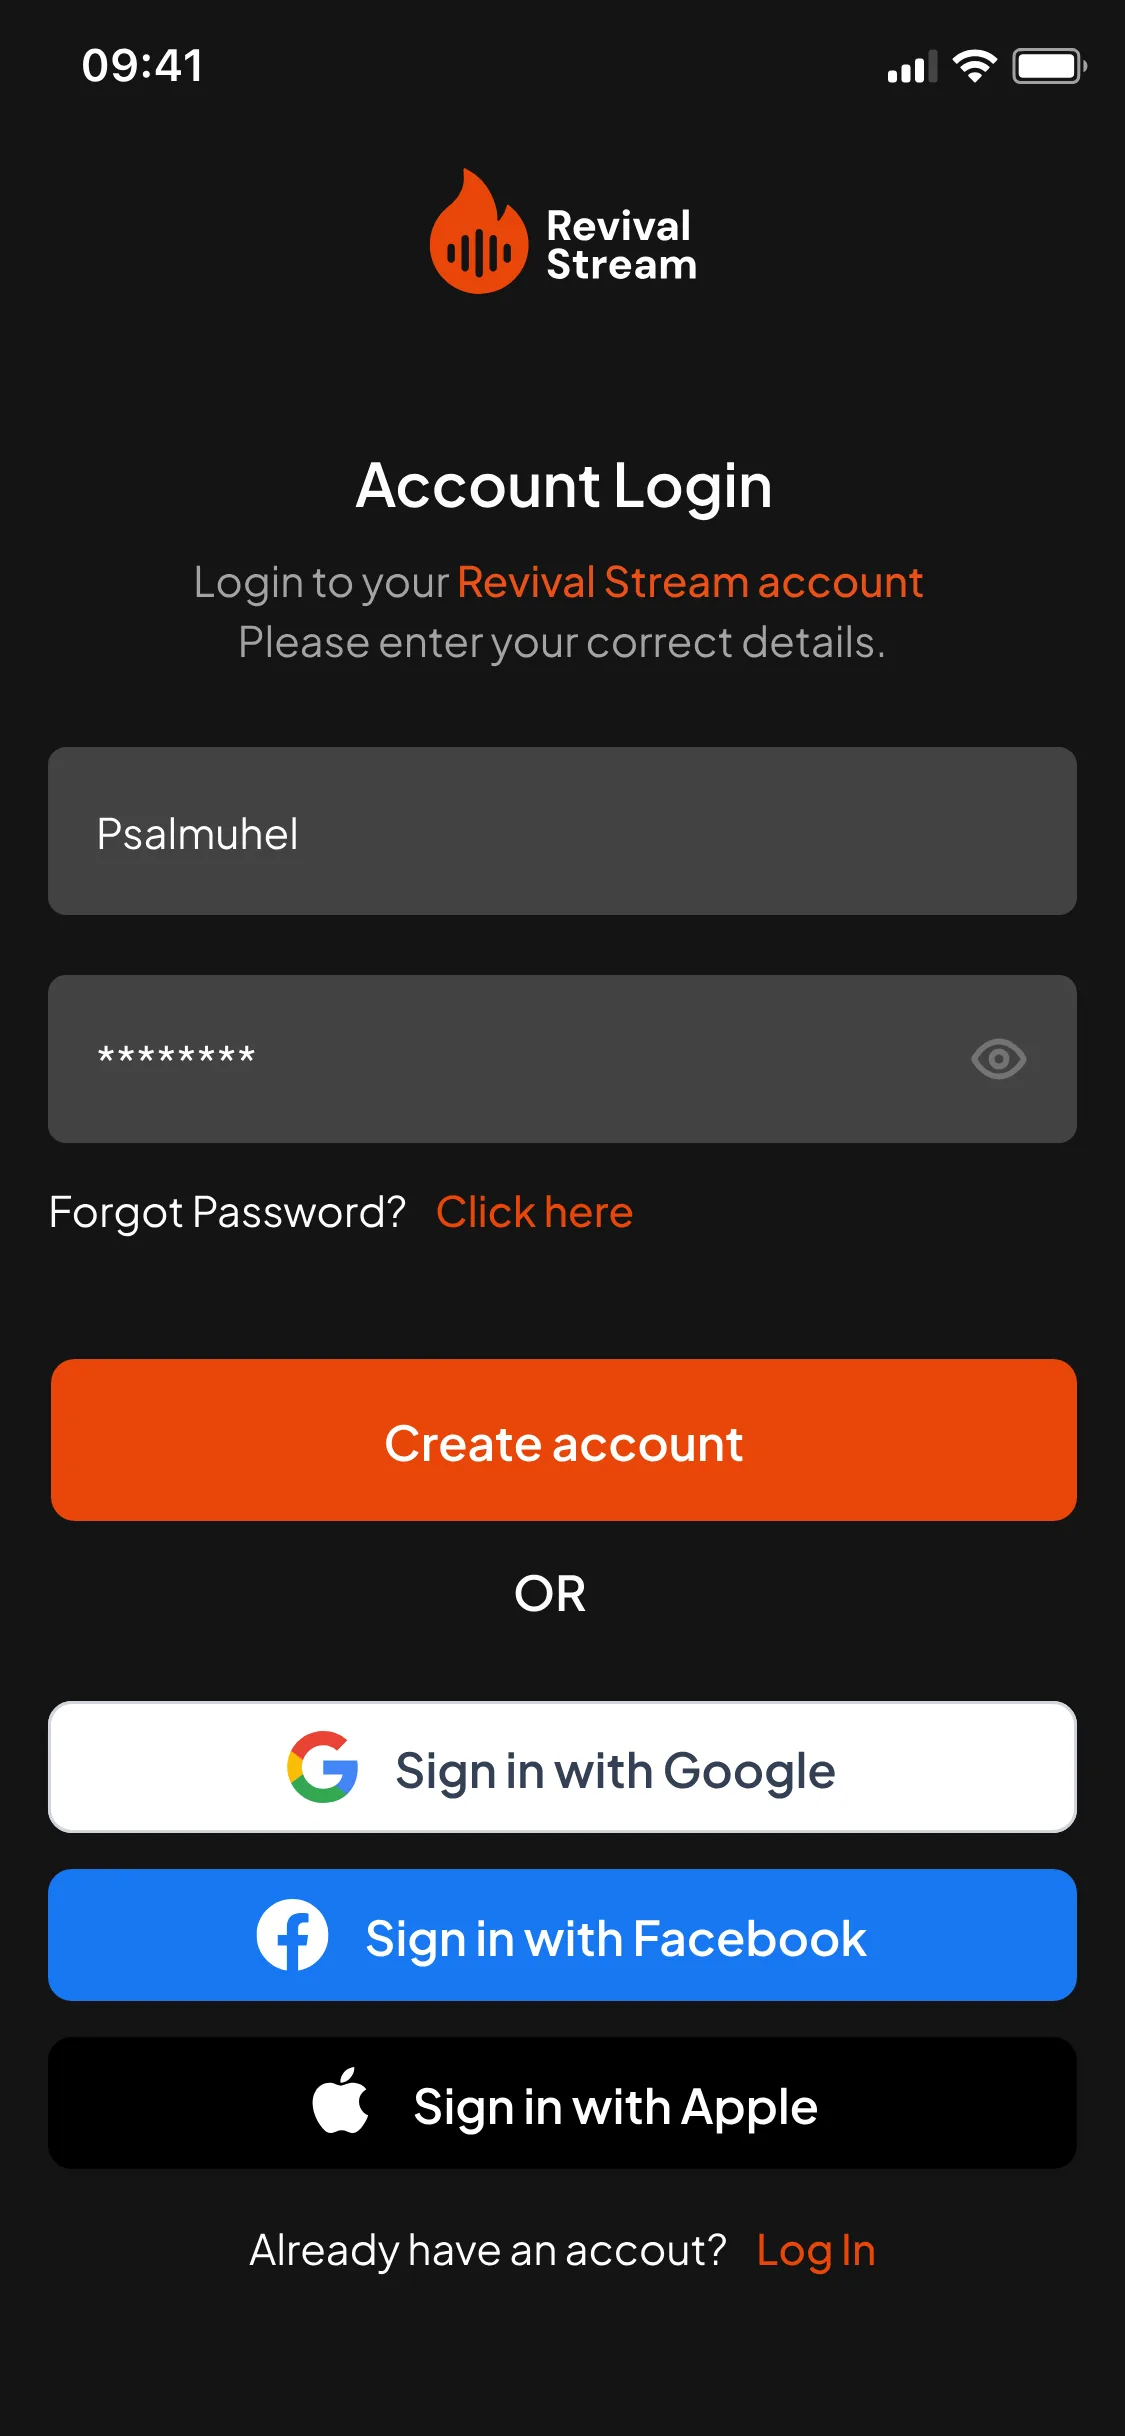 09:41
Revival
Stream
Account Login
Login to your Revival Stream account
Please enter your correct details.
Psalmuhel
********
Forgot Password? Click here
Create account
OR
Sign in with Google
Sign in with Facebook
Sign in with Apple
Already have an accout? Log In